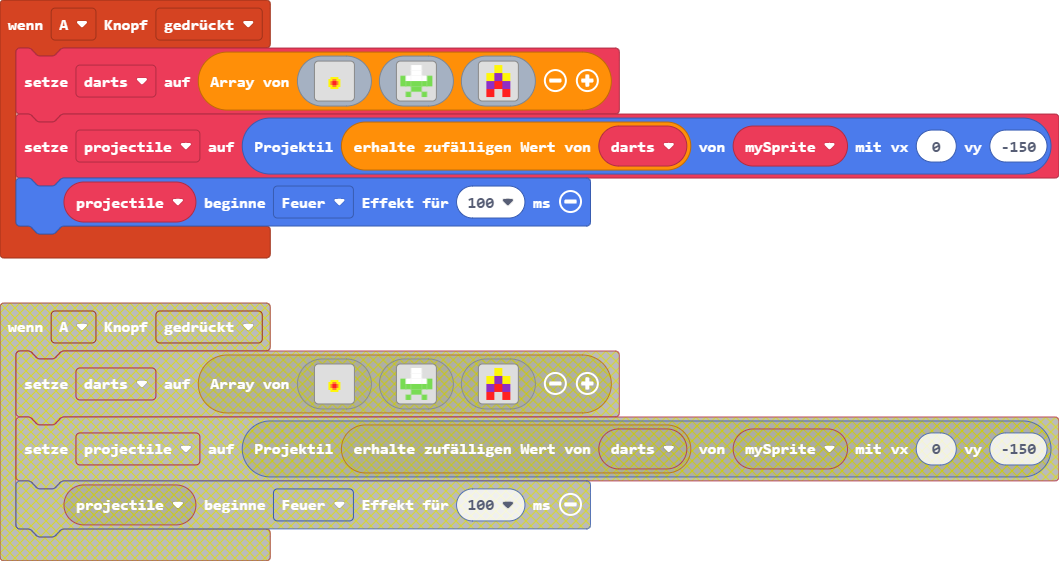 wenn A Knopf gedrückt
setze darts auf Array von
setze projectile auf Projektil erhalte zufälligen Wert von darts von mySprite mit vx 0 vy -150
projectile beginne Feuer Effekt für 100 ms
wenn A Knopf gedrückt
setze darts auf Array von
setze projectile auf Projektil erhalte zufälligen Wert von darts von mySprite mit vx 0 vy -150
projectile beginne Feuer Effekt für 100 ms